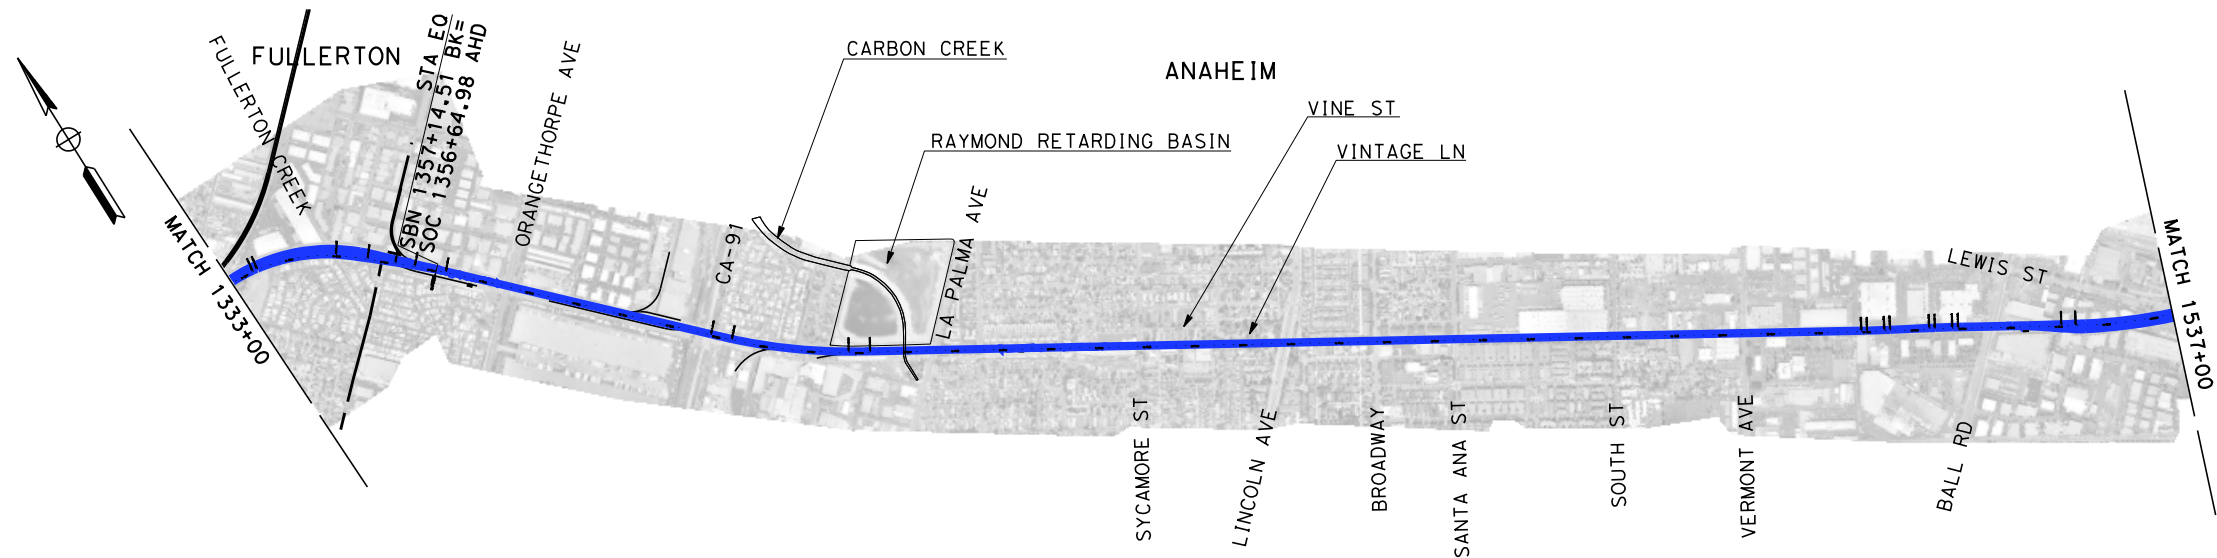 FULLERTON
FULLERTON CREEK
STA EQ
SBN 1357+14.51 BK=
SOC 1356+64.98 AHD
ORANGETHORPE AVE
CARBON CREEK
ANAHEIM
RAYMOND RETARDING BASIN
VINE ST
VINTAGE LN
MATCH 1333+00
CA-91
LA PALMA AVE
LEWIS ST
MATCH 1537+00
SYCAMORE ST
LINCOLN AVE
BROADWAY
SANTA ANA ST
SOUTH ST
VERMONT AVE
BALL RD